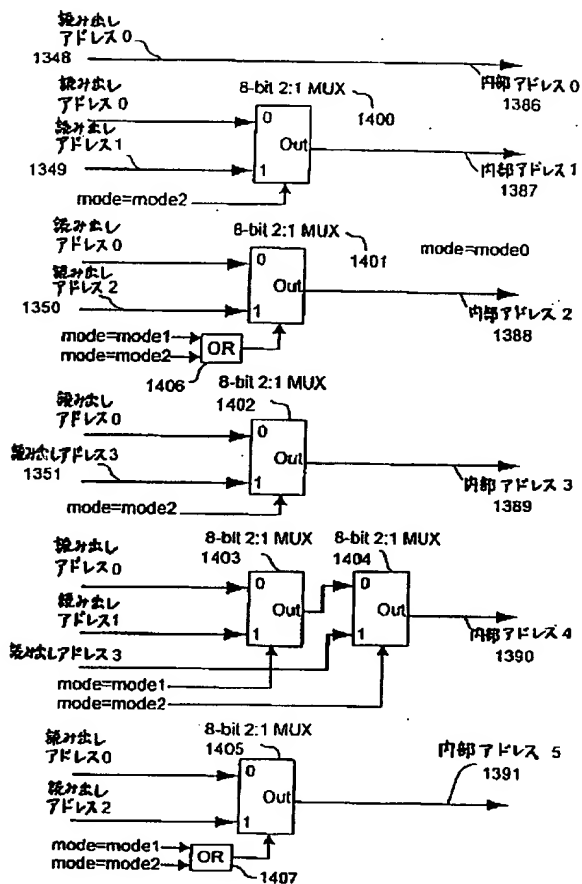 読み出し
アドレス0
1348
内部アドレス0
1386
読み出し
アドレス0
8-bit 2:1 MUX
1400
0
読み出し
アドレス1
Out
1349
1
内部アドレス1
1387
mode=mode2
読み出し
アドレス0
8-bit 2:1 MUX
1401
mode=mode0
0
読み出し
アドレス2
Out
1350
1
内部アドレス2
1388
mode=mode1
mode=mode2
OR
1406
読み出し
アドレス0
8-bit 2:1 MUX
1402
0
読み出しアドレス3
Out
1351
1
内部アドレス3
1389
mode=mode2
読み出し
アドレス0
8-bit 2:1 MUX
1403
8-bit 2:1 MUX
1404
0
0
読み出し
アドレス1
Out
Out
1
1
読み出しアドレス3
内部アドレス4
1390
mode=mode1
mode=mode2
読み出し
アドレス0
8-bit 2:1 MUX
1405
内部アドレス 5
1391
0
読み出し
アドレス2
Out
1
mode=mode1
mode=mode2
OR
1407